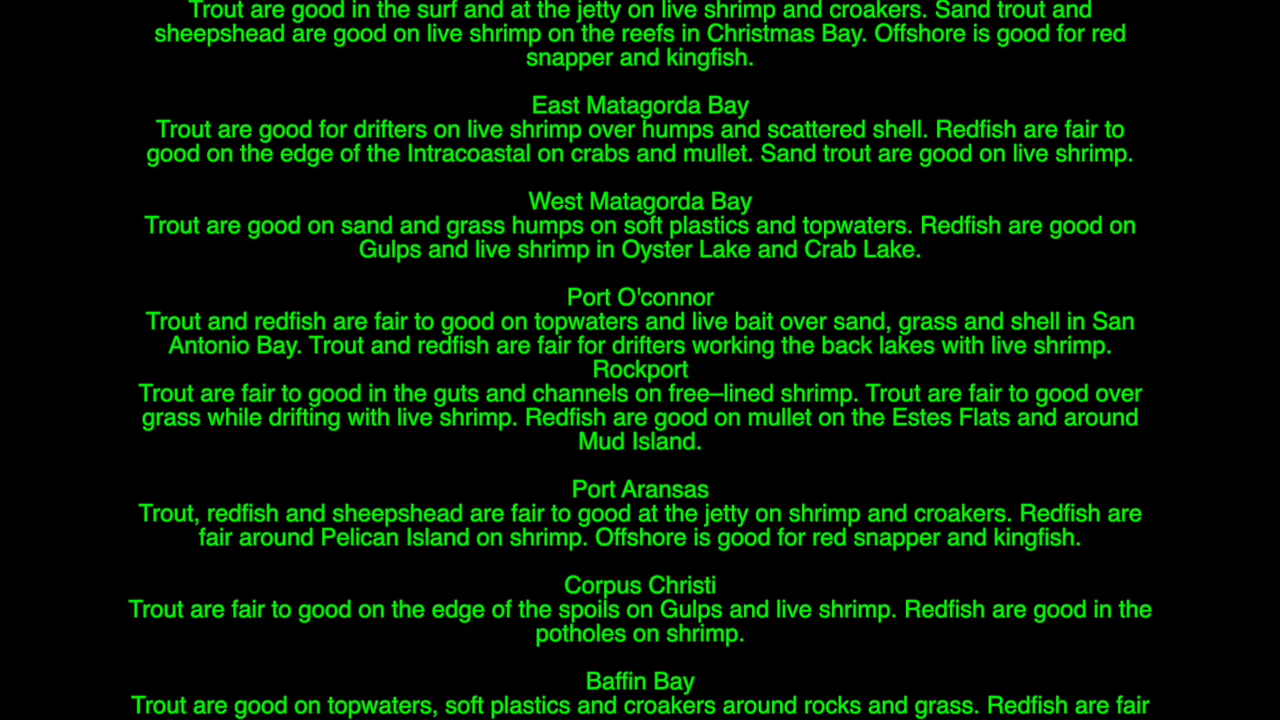 Trout are good in the surf and at the jetty on live shrimp and croakers. Sand trout and
sheepshead are good on live shrimp on the reefs in Christmas Bay. Offshore is good for red
snapper and kingfish.
East Matagorda Bay
Trout are good for drifters on live shrimp over humps and scattered shell. Redfish are fair to
good on the edge of the Intracoastal on crabs and mullet. Sand trout are good on live shrimp.
West Matagorda Bay
Trout are good on sand and grass humps on soft plastics and topwaters. Redfish are good on
Gulps and live shrimp in Oyster Lake and Crab Lake.
Port O'connor
Trout and redfish are fair to good on topwaters and live bait over sand, grass and shell in San
Antonio Bay. Trout and redfish are fair for drifters working the back lakes with live shrimp.
Rockport
Trout are fair to good in the guts and channels on free–lined shrimp. Trout are fair to good over
grass while drifting with live shrimp. Redfish are good on mullet on the Estes Flats and around
Mud Island.
Port Aransas
Trout, redfish and sheepshead are fair to good at the jetty on shrimp and croakers. Redfish are
fair around Pelican Island on shrimp. Offshore is good for red snapper and kingfish.
Corpus Christi
Trout are fair to good on the edge of the spoils on Gulps and live shrimp. Redfish are good in the
potholes on shrimp.
Baffin Bay
Trout are good on topwaters, soft plastics and croakers around rocks and grass. Redfish are fair